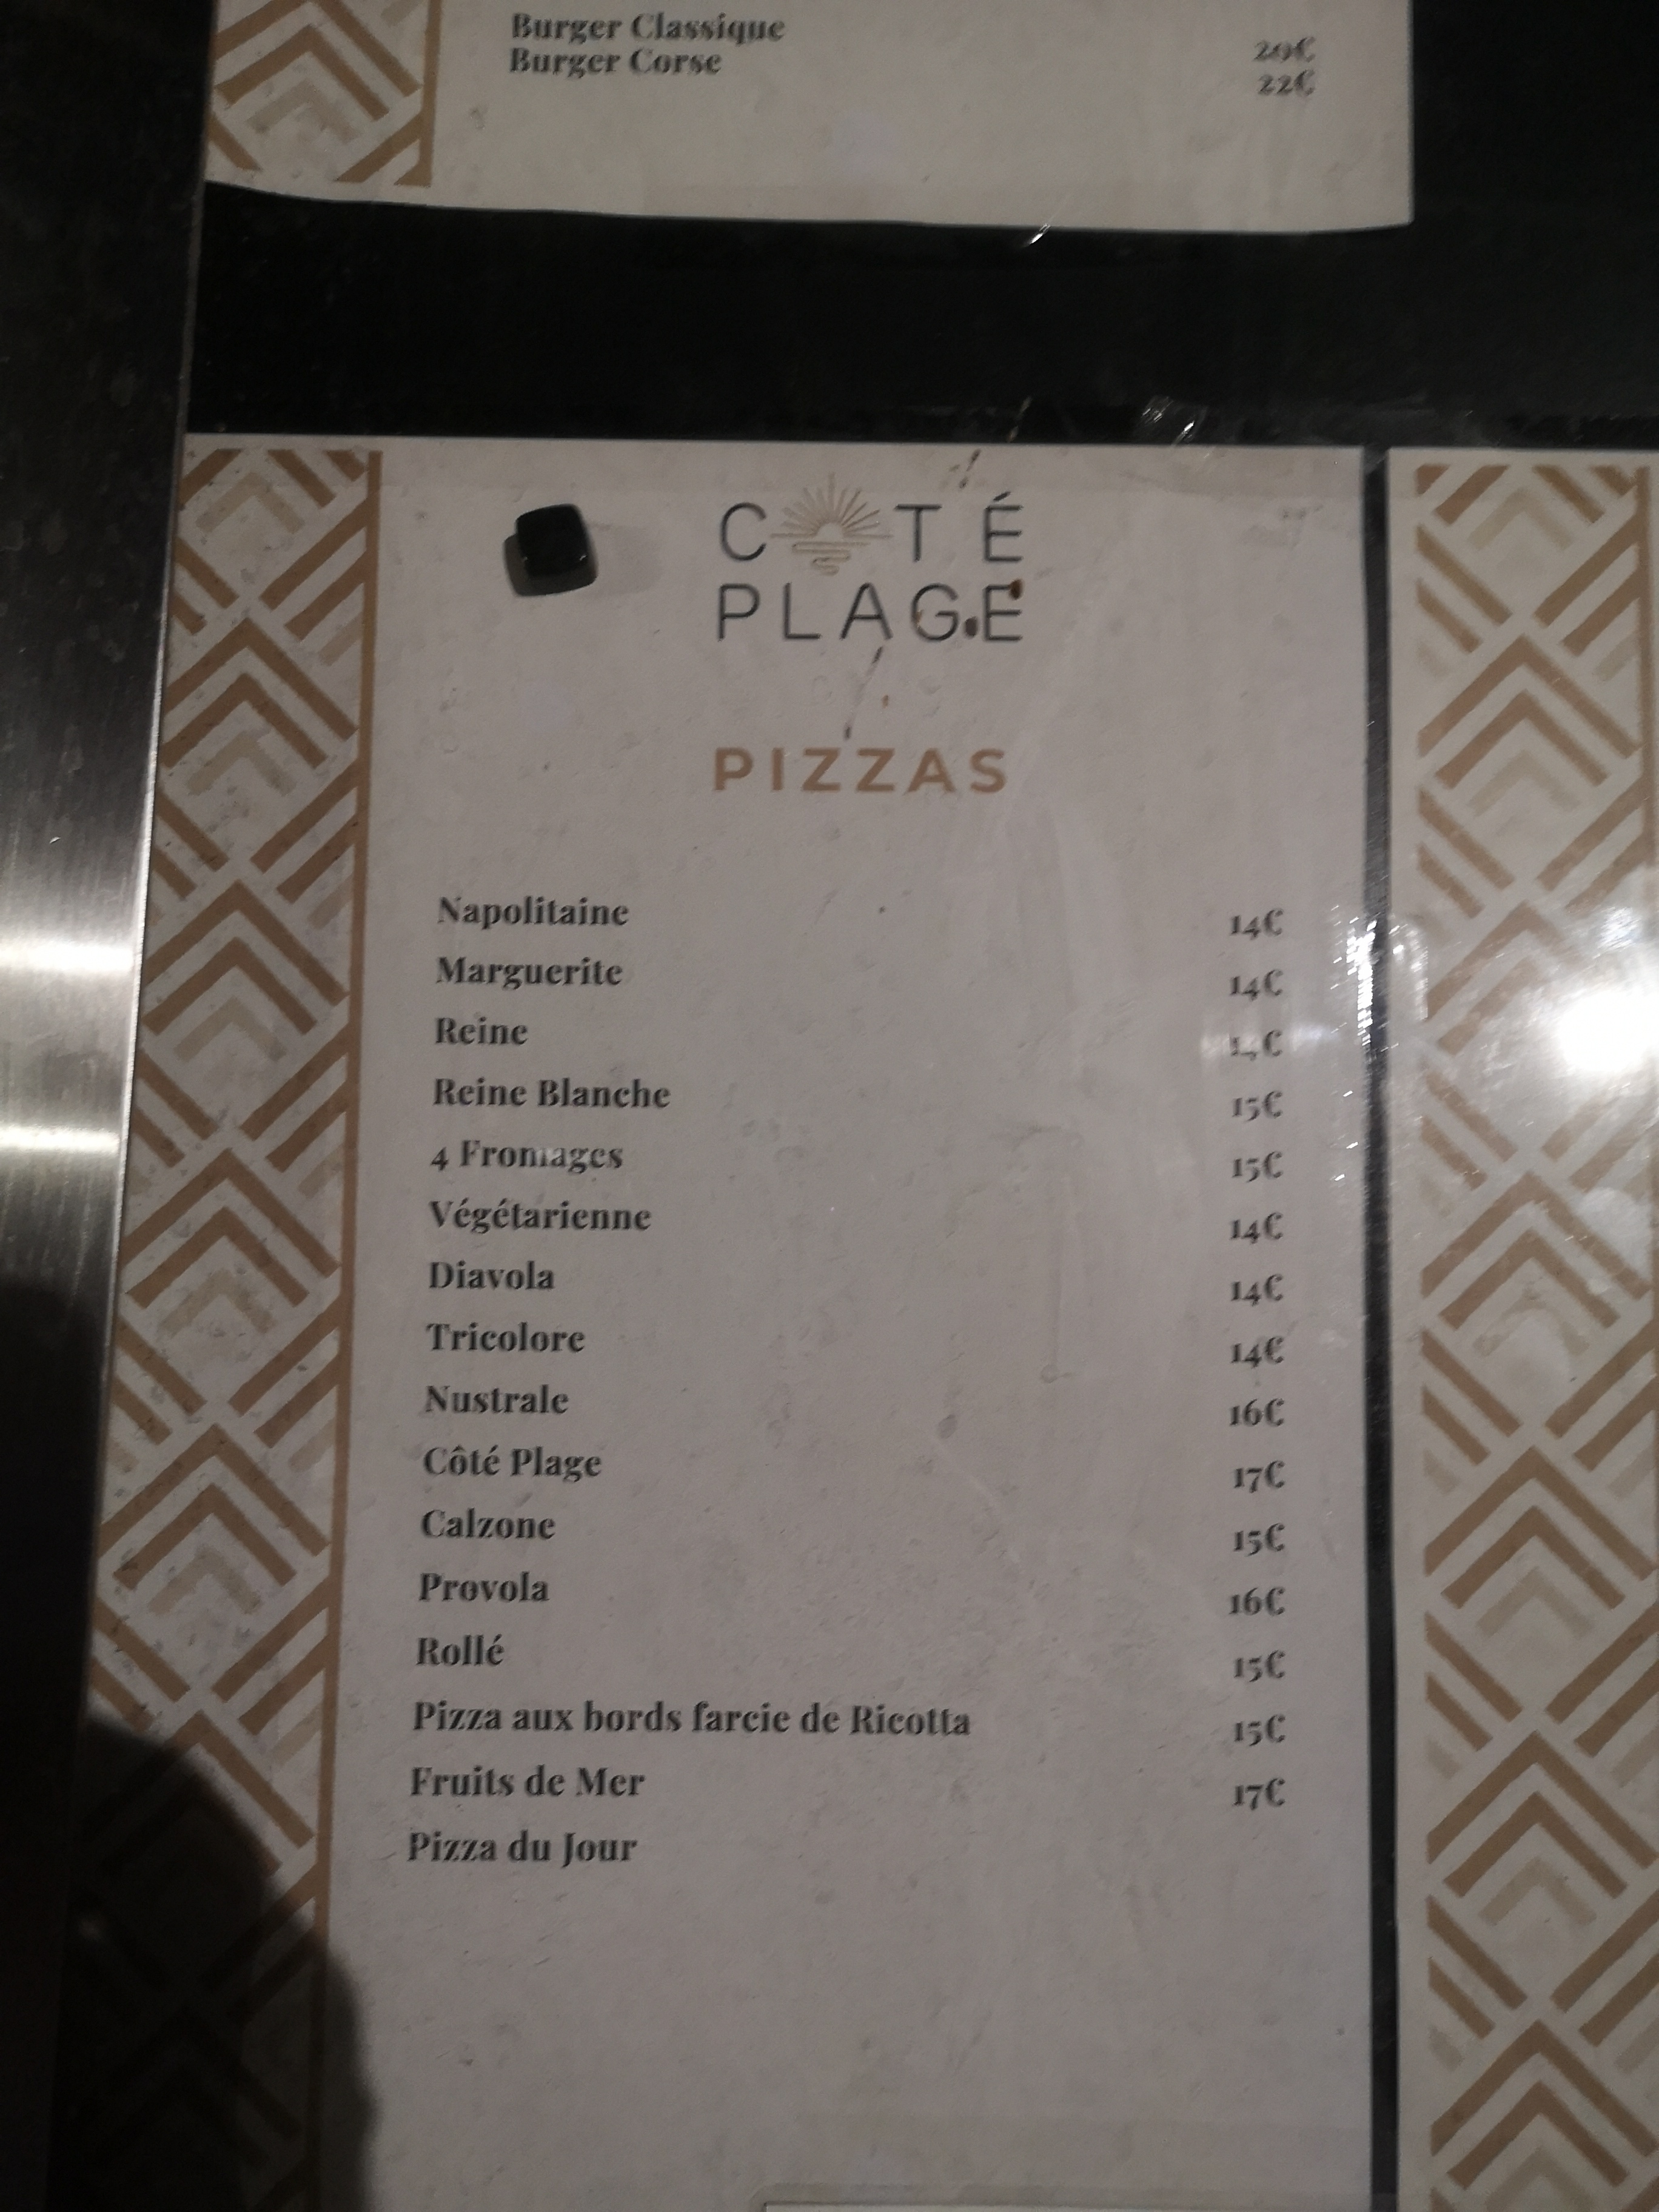 Burger Classique 20€
Burger Corse 22€
CÔTÉ
PLAGE
PIZZAS
Napolitaine 14€
Marguerite 14€
Reine
Reine Blanche 15€
4 Fromages 15€
Végétarienne 14€
Diavola 14€
Tricolore 14€
Nustrale 16€
Côté Plage 17€
Calzone 15€
Provola 16€
Rollé 15€
Pizza aux bords farcie de Ricotta 15€
Fruits de Mer 17€
Pizza du Jour